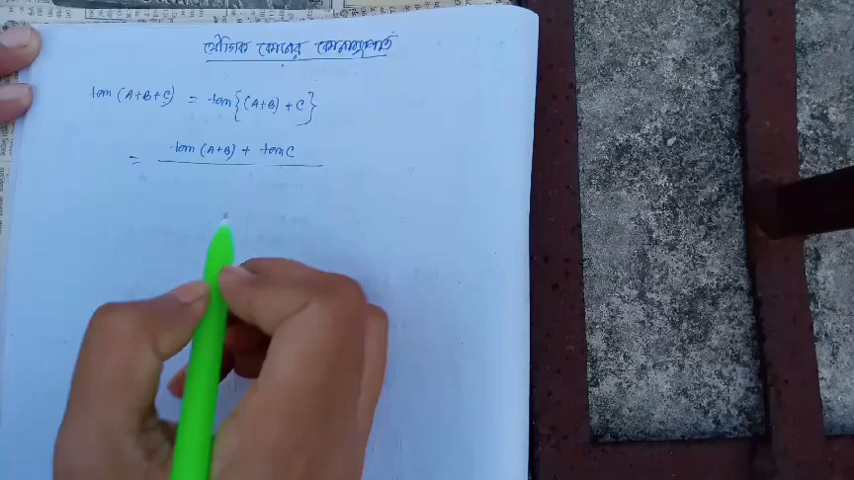 যৌগিক কোণের কোনানুপাত
tan (A+B+C) = tan{(A+B) +C}
= tan (A+B) + tanC